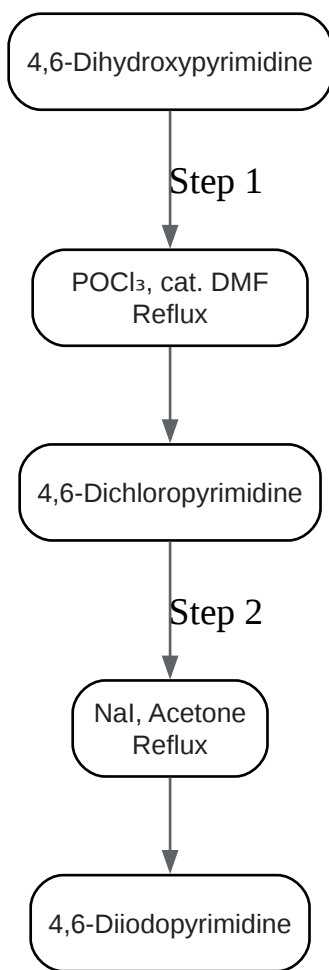 4,6-Dihydroxypyrimidine
Step 1
POCl₃, cat. DMF
Reflux
4,6-Dichloropyrimidine
Step 2
NaI, Acetone
Reflux
4,6-Diiodopyrimidine